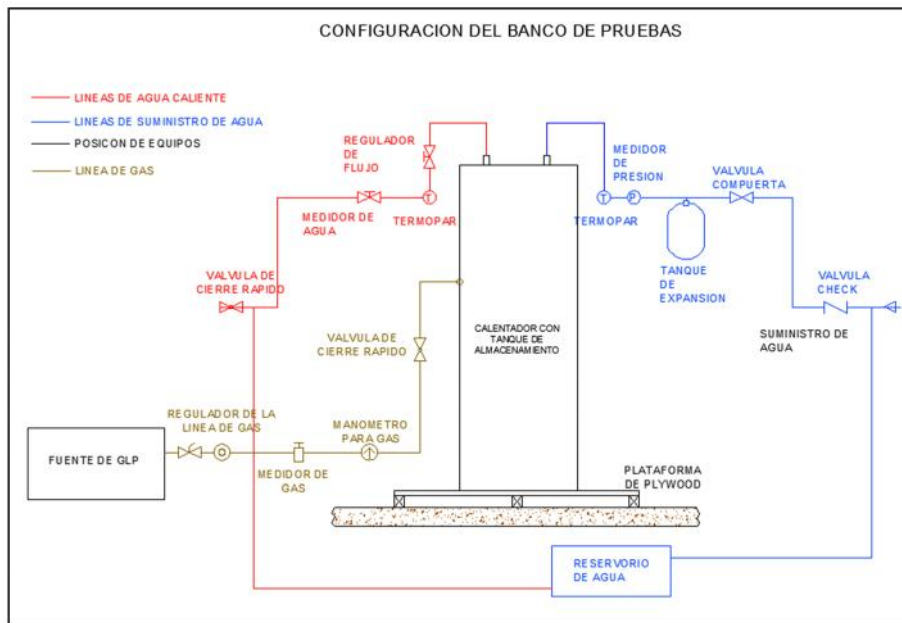 CONFIGURACION DEL BANCO DE PRUEBAS
LINEAS DE AGUA CALIENTE
LINEAS DE SUMINISTRO DE AGUA
POSICON DE EQUIPOS
LINEA DE GAS
REGULADOR
DE
FLUJO
MEDIDOR
DE
PRESION
VALVULA
COMPUERTA
MEDIDOR DE
AGUA
TERMOPAR
T
T
P
TERMOPAR
TANQUE
DE
EXPANSION
VALVULA DE
CIERRE RAPIDO
VALVULA
CHECK
VALVULA DE
CIERRE RAPIDO
CALENTADOR CON
TANQUE DE
ALMACENAMIENTO
SUMINISTRO DE
AGUA
REGULADOR DE LA
LINEA DE GAS
MANOMETRO
PARA GAS
FUENTE DE GLP
MEDIDOR DE
GAS
PLATAFORMA
DE PLYWOOD
RESERVORIO
DE AGUA